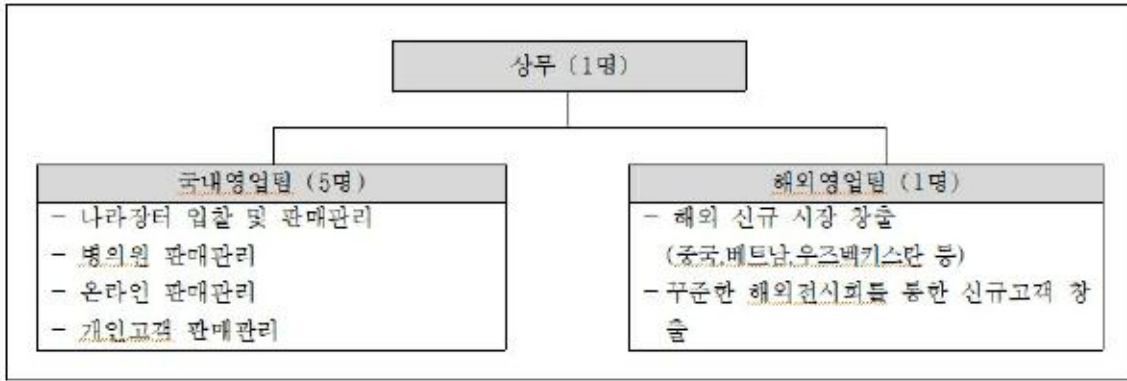 상무 (1명)
국내영업팀 (5명)
- 나라장터 입찰 및 판매관리
- 병의원 판매관리
- 온라인 판매관리
- 개인고객 판매관리
해외영업팀 (1명)
- 해외 신규 시장 창출
(중국,베트남,우즈벡키스탄 등)
- 꾸준한 해외전시회를 통한 신규고객 창
출